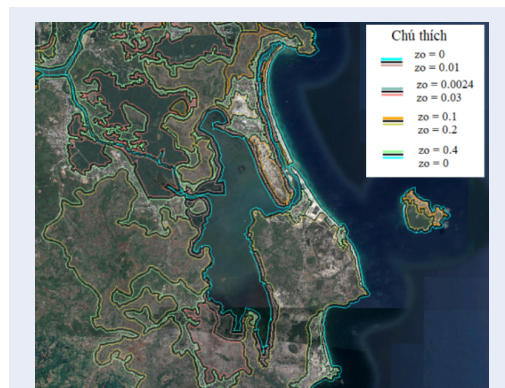 Chú thích
zo = 0
zo = 0.01
zo = 0.0024
zo = 0.03
zo = 0.1
zo = 0.2
zo = 0.4
zo = 0